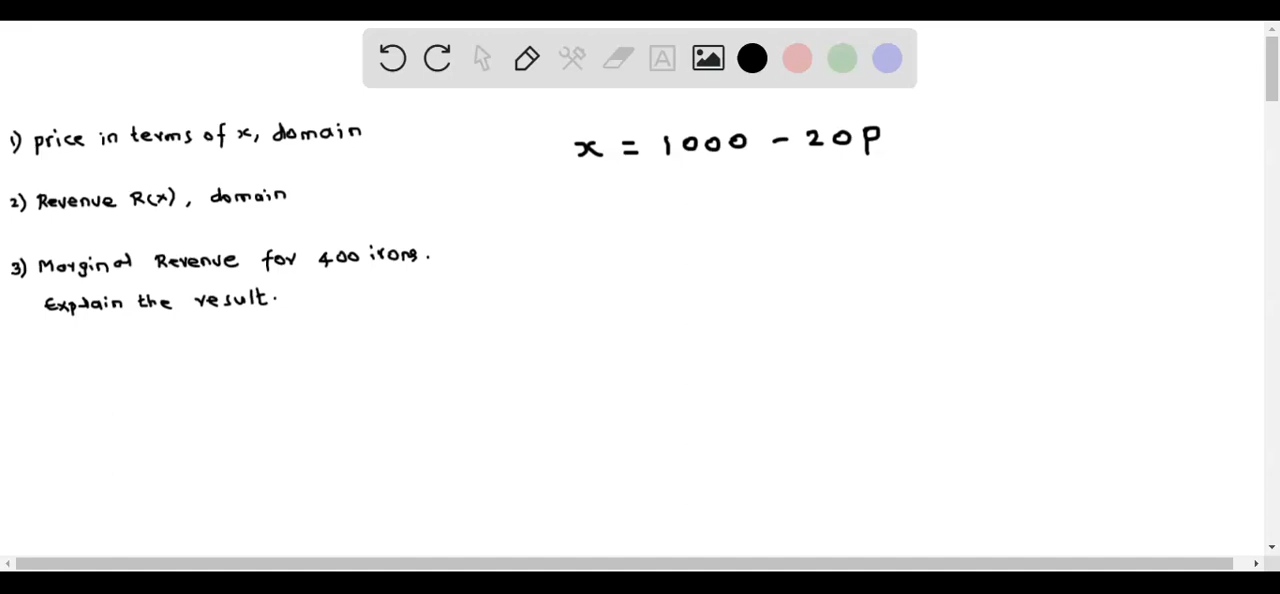 1) price in terms of x, domain
x = 1000 - 20P
2) Revenue R(x), domain
3) Marginal Revenue for 400 irons.
Explain the result.